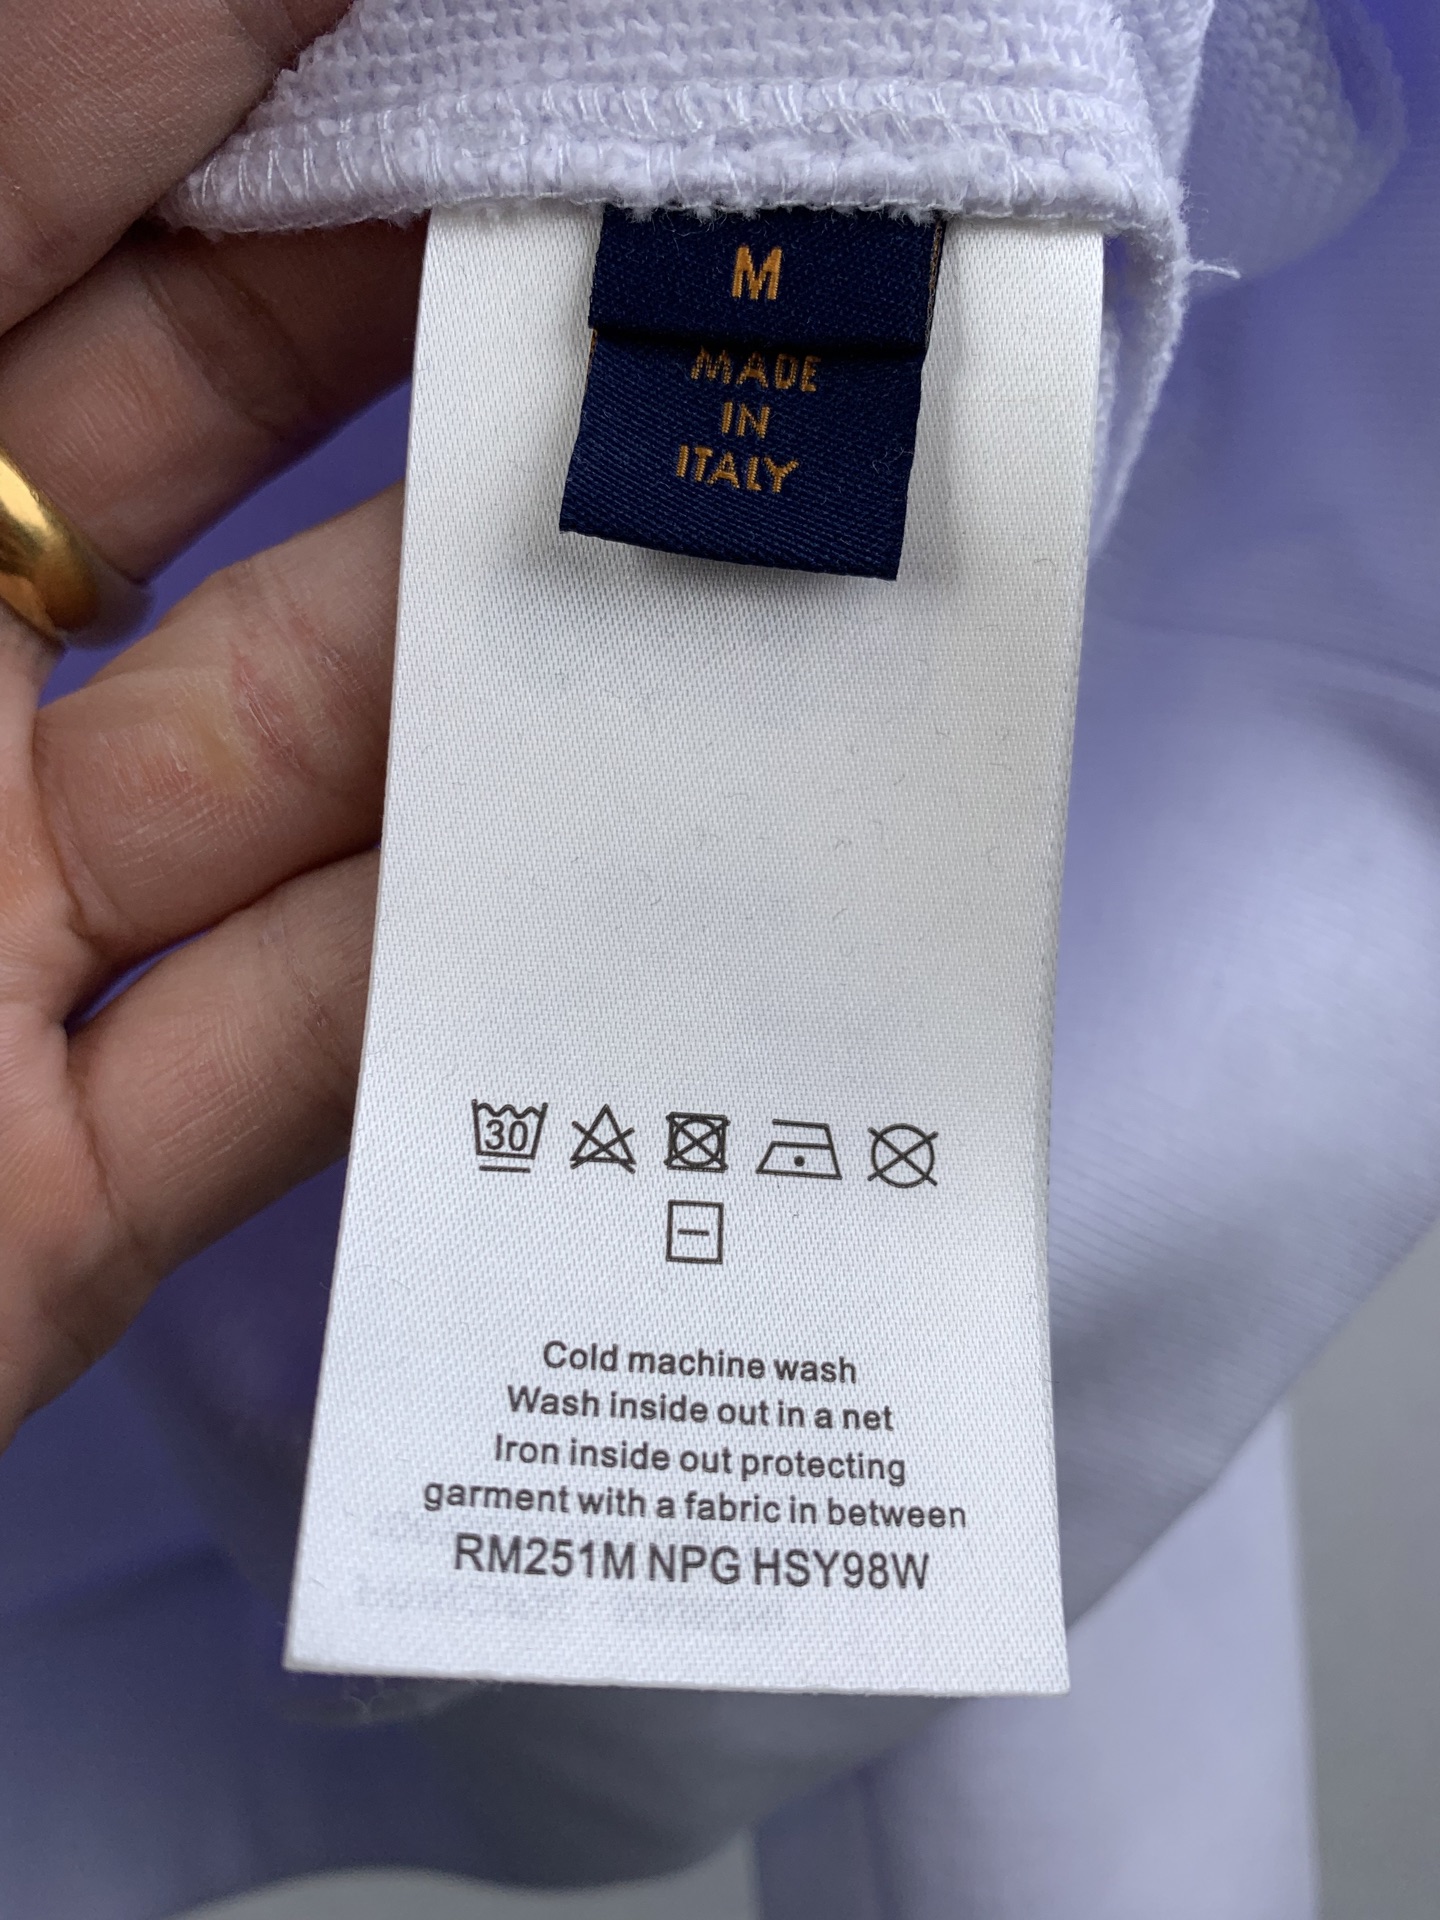 M
MADE
IN
ITALY
30
Cold machine wash
Wash inside out in a net
Iron inside out protecting
garment with a fabric in between
RM251M NPG HSY98W